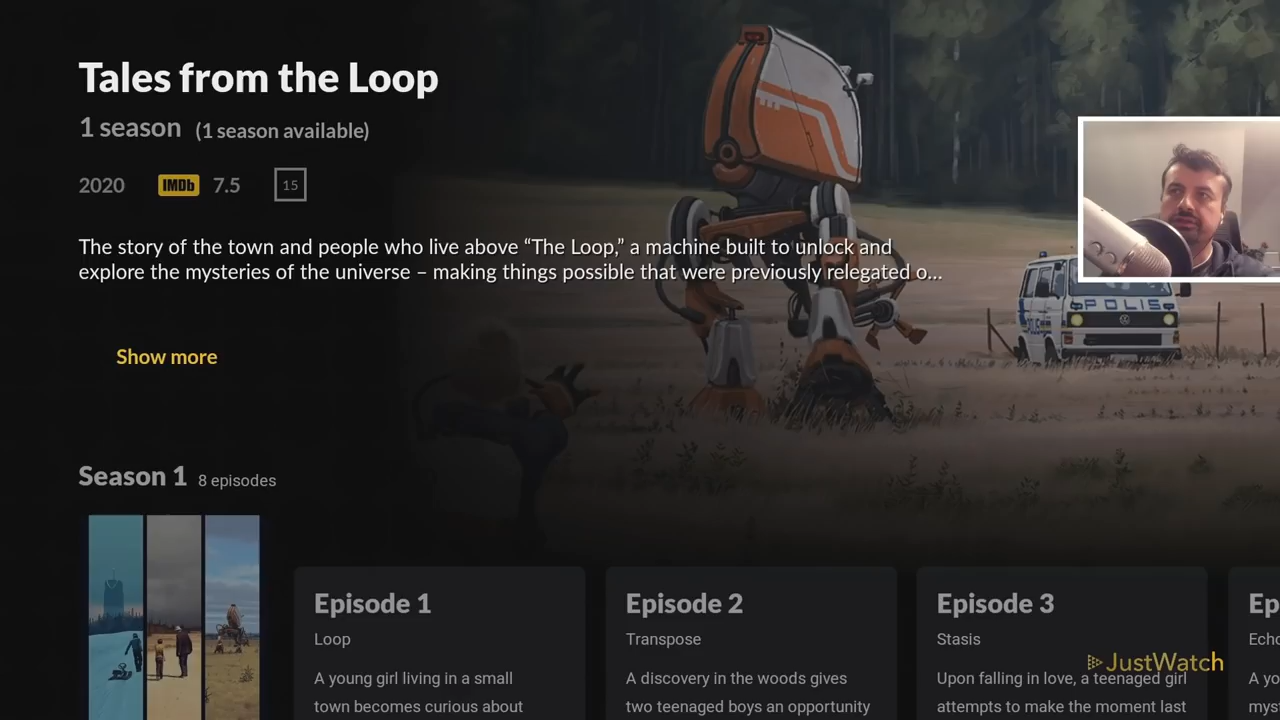 Tales from the Loop
1 season (1 season available)
2020 IMDb 7.5 15
The story of the town and people who live above “The Loop,” a machine built to unlock and
explore the mysteries of the universe – making things possible that were previously relegated o...
POLIS
Show more
Season 1 8 episodes
Episode 1
Loop
A young girl living in a small
town becomes curious about
Episode 2
Transpose
A discovery in the woods gives
two teenaged boys an opportunity
Episode 3
Stasis
Upon falling in love, a teenaged girl
attempts to make the moment last
Ep
Echo
A yo
myst
JustWatch